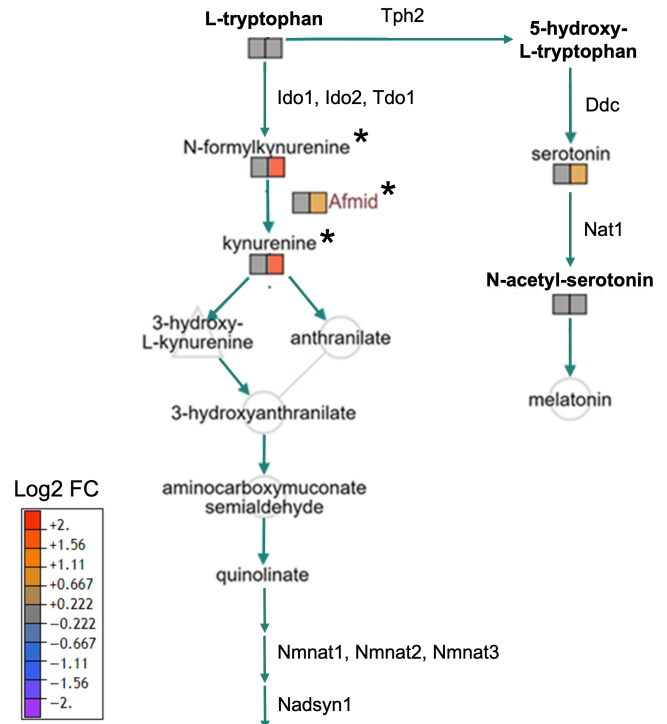 L-tryptophan
Tph2
5-hydroxy-
L-tryptophan
Ido1, Ido2, Tdo1
Ddc
N-formylkynurenine *
serotonin
Afmid *
Nat1
kynurenine *
N-acetyl-serotonin
3-hydroxy-
L-kynurenine
anthranilate
melatonin
3-hydroxyanthranilate
aminocarboxymuconate
semialdehyde
quinolinate
Nmnat1, Nmnat2, Nmnat3
Nadsyn1
Log2 FC
+2.
+1.56
+1.11
+0.667
+0.222
-0.222
-0.667
-1.11
-1.56
-2.